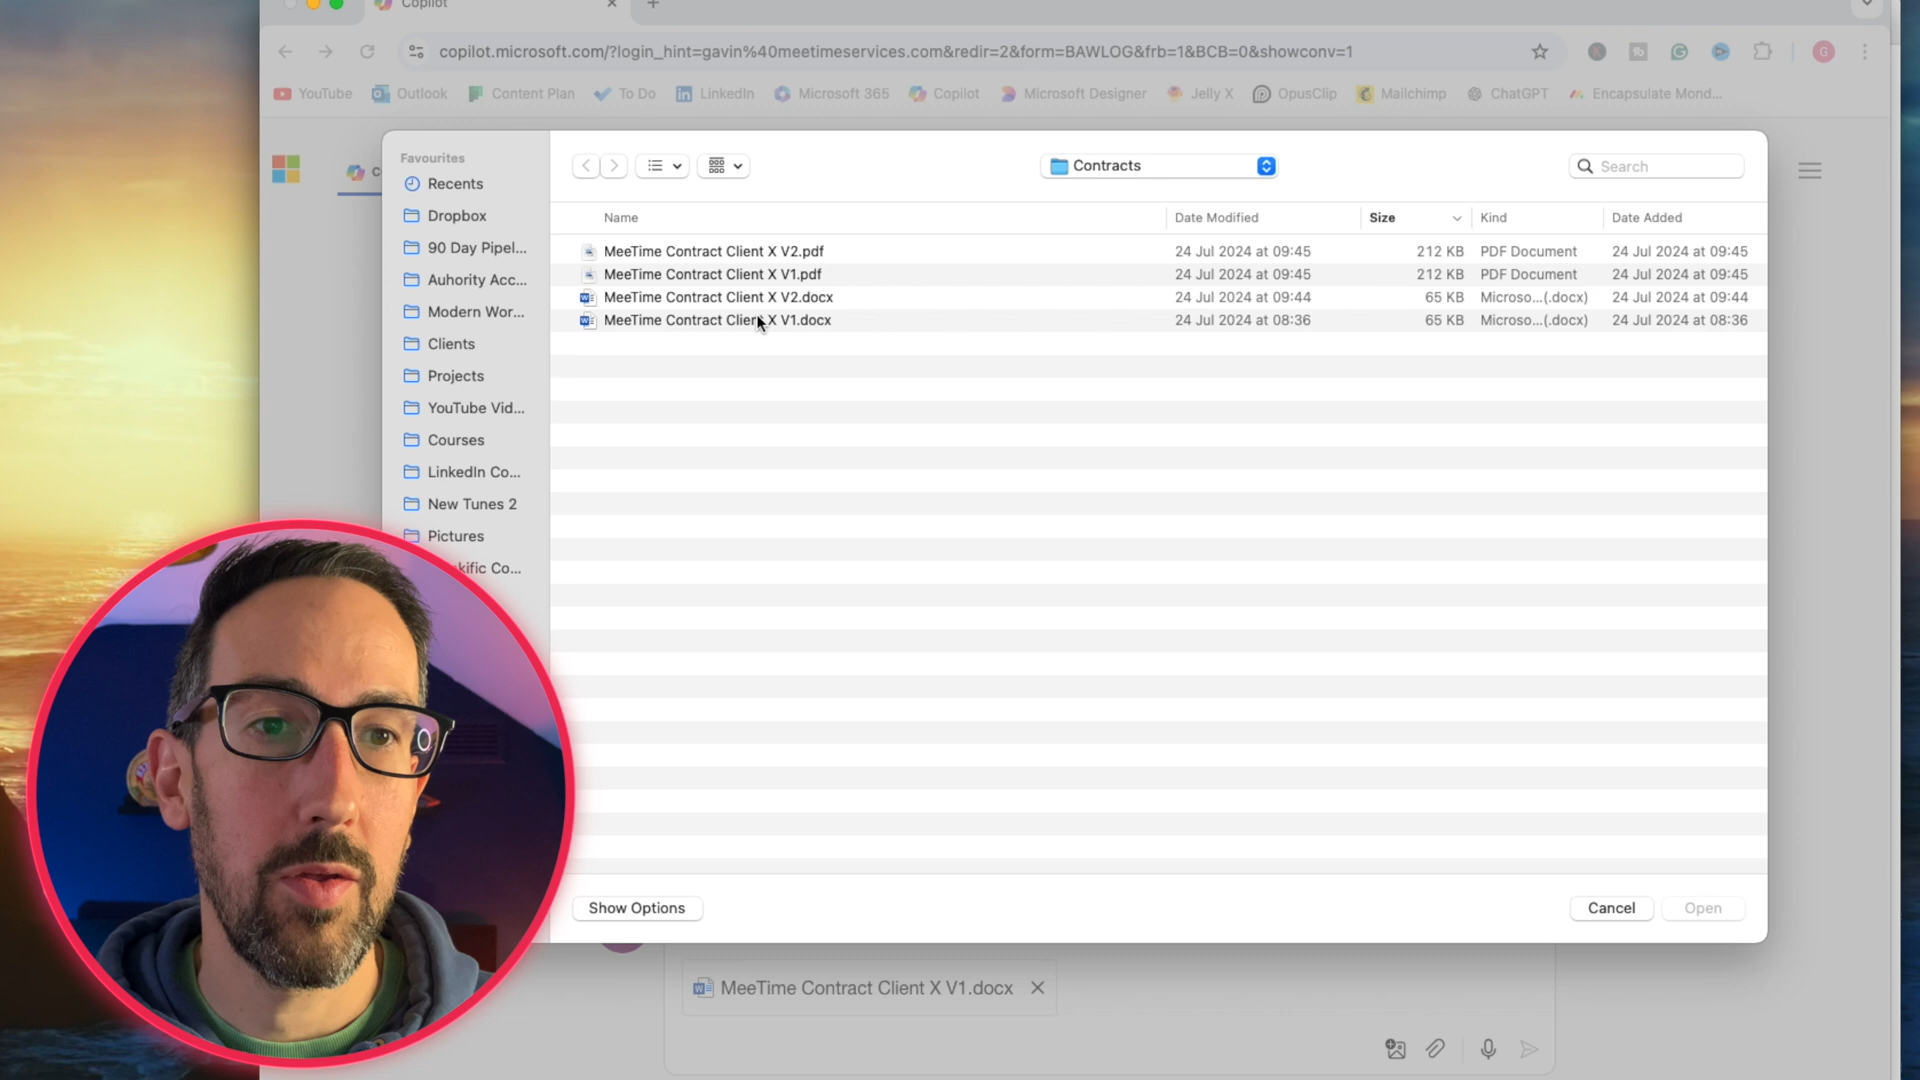 Copilot
copilot.microsoft.com/?login_hint=gavin%40meetimeservices.com&redir=2&form=BAWLOG&frb=1&BCB=0&showconv=1
G
YouTube Outlook Content Plan To Do LinkedIn Microsoft 365 Copilot Microsoft Designer Jelly X OpusClip Mailchimp ChatGPT Encapsulate Mond...
C
Favourites
Recents
Dropbox
90 Day Pipel...
Auhority Acc...
Modern Wor...
Clients
Projects
YouTube Vid...
Courses
LinkedIn Co...
New Tunes 2
Pictures
kific Co...
Contracts
Search
Name Date Modified Size Kind Date Added
MeeTime Contract Client X V2.pdf 24 Jul 2024 at 09:45 212 KB PDF Document 24 Jul 2024 at 09:45
MeeTime Contract Client X V1.pdf 24 Jul 2024 at 09:45 212 KB PDF Document 24 Jul 2024 at 09:45
MeeTime Contract Client X V2.docx 24 Jul 2024 at 09:44 65 KB Microso...(.docx) 24 Jul 2024 at 09:44
MeeTime Contract Client X V1.docx 24 Jul 2024 at 08:36 65 KB Microso...(.docx) 24 Jul 2024 at 08:36
Show Options Cancel Open
MeeTime Contract Client X V1.docx